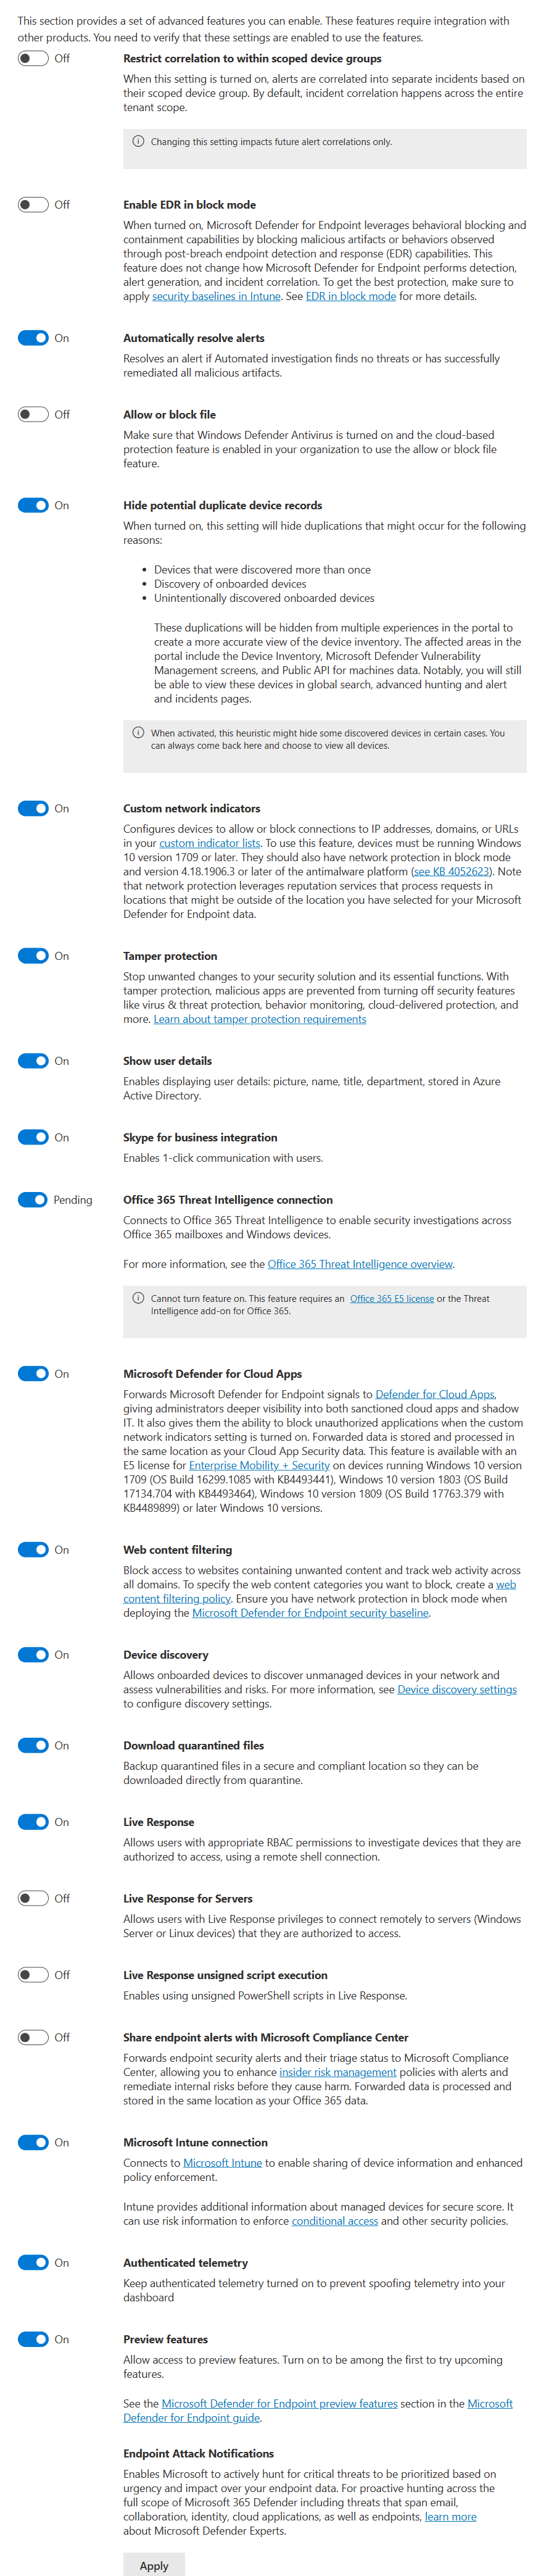 This section provides a set of advanced features you can enable. These features require integration with
other products. You need to verify that these settings are enabled to use the features.
Off
Restrict correlation to within scoped device groups
When this setting is turned on, alerts are correlated into separate incidents based on
their scoped device group. By default, incident correlation happens across the entire
tenant scope.
Changing this setting impacts future alert correlations only.
Off
Enable EDR in block mode
When turned on, Microsoft Defender for Endpoint leverages behavioral blocking and
containment capabilities by blocking malicious artifacts or behaviors observed
through post-breach endpoint detection and response (EDR) capabilities. This
feature does not change how Microsoft Defender for Endpoint performs detection,
alert generation, and incident correlation. To get the best protection, make sure to
apply security baselines in Intune. See EDR in block mode for more details.
On
Automatically resolve alerts
Resolves an alert if Automated investigation finds no threats or has successfully
remediated all malicious artifacts.
Off
Allow or block file
Make sure that Windows Defender Antivirus is turned on and the cloud-based
protection feature is enabled in your organization to use the allow or block file
feature.
On
Hide potential duplicate device records
When turned on, this setting will hide duplications that might occur for the following
reasons:
• Devices that were discovered more than once
• Discovery of onboarded devices
• Unintentionally discovered onboarded devices
These duplications will be hidden from multiple experiences in the portal to
create a more accurate view of the device inventory. The affected areas in the
portal include the Device Inventory, Microsoft Defender Vulnerability
Management screens, and Public API for machines data. Notably, you will still
be able to view these devices in global search, advanced hunting and alert
and incidents pages.
When activated, this heuristic might hide some discovered devices in certain cases. You
can always come back here and choose to view all devices.
On
Custom network indicators
Configures devices to allow or block connections to IP addresses, domains, or URLs
in your custom indicator lists. To use this feature, devices must be running Windows
10 version 1709 or later. They should also have network protection in block mode
and version 4.18.1906.3 or later of the antimalware platform (see KB 4052623). Note
that network protection leverages reputation services that process requests in
locations that might be outside of the location you have selected for your Microsoft
Defender for Endpoint data.
On
Tamper protection
Stop unwanted changes to your security solution and its essential functions. With
tamper protection, malicious apps are prevented from turning off security features
like virus & threat protection, behavior monitoring, cloud-delivered protection, and
more. Learn about tamper protection requirements
On
Show user details
Enables displaying user details: picture, name, title, department, stored in Azure
Active Directory.
On
Skype for business integration
Enables 1-click communication with users.
Pending
Office 365 Threat Intelligence connection
Connects to Office 365 Threat Intelligence to enable security investigations across
Office 365 mailboxes and Windows devices.
For more information, see the Office 365 Threat Intelligence overview.
Cannot turn feature on. This feature requires an Office 365 E5 license or the Threat
Intelligence add-on for Office 365.
On
Microsoft Defender for Cloud Apps
Forwards Microsoft Defender for Endpoint signals to Defender for Cloud Apps,
giving administrators deeper visibility into both sanctioned cloud apps and shadow
IT. It also gives them the ability to block unauthorized applications when the custom
network indicators setting is turned on. Forwarded data is stored and processed in
the same location as your Cloud App Security data. This feature is available with an
E5 license for Enterprise Mobility + Security on devices running Windows 10 version
1709 (OS Build 16299.1085 with KB4493441), Windows 10 version 1803 (OS Build
17134.704 with KB4493464), Windows 10 version 1809 (OS Build 17763.379 with
KB4489899) or later Windows 10 versions.
On
Web content filtering
Block access to websites containing unwanted content and track web activity across
all domains. To specify the web content categories you want to block, create a web
content filtering policy. Ensure you have network protection in block mode when
deploying the Microsoft Defender for Endpoint security baseline.
On
Device discovery
Allows onboarded devices to discover unmanaged devices in your network and
assess vulnerabilities and risks. For more information, see Device discovery settings
to configure discovery settings.
On
Download quarantined files
Backup quarantined files in a secure and compliant location so they can be
downloaded directly from quarantine.
On
Live Response
Allows users with appropriate RBAC permissions to investigate devices that they are
authorized to access, using a remote shell connection.
Off
Live Response for Servers
Allows users with Live Response privileges to connect remotely to servers (Windows
Server or Linux devices) that they are authorized to access.
Off
Live Response unsigned script execution
Enables using unsigned PowerShell scripts in Live Response.
Off
Share endpoint alerts with Microsoft Compliance Center
Forwards endpoint security alerts and their triage status to Microsoft Compliance
Center, allowing you to enhance insider risk management policies with alerts and
remediate internal risks before they cause harm. Forwarded data is processed and
stored in the same location as your Office 365 data.
On
Microsoft Intune connection
Connects to Microsoft Intune to enable sharing of device information and enhanced
policy enforcement.
Intune provides additional information about managed devices for secure score. It
can use risk information to enforce conditional access and other security policies.
On
Authenticated telemetry
Keep authenticated telemetry turned on to prevent spoofing telemetry into your
dashboard
On
Preview features
Allow access to preview features. Turn on to be among the first to try upcoming
features.
See the Microsoft Defender for Endpoint preview features section in the Microsoft
Defender for Endpoint guide.
Endpoint Attack Notifications
Enables Microsoft to actively hunt for critical threats to be prioritized based on
urgency and impact over your endpoint data. For proactive hunting across the
full scope of Microsoft 365 Defender including threats that span email,
collaboration, identity, cloud applications, as well as endpoints, learn more
about Microsoft Defender Experts.
Apply